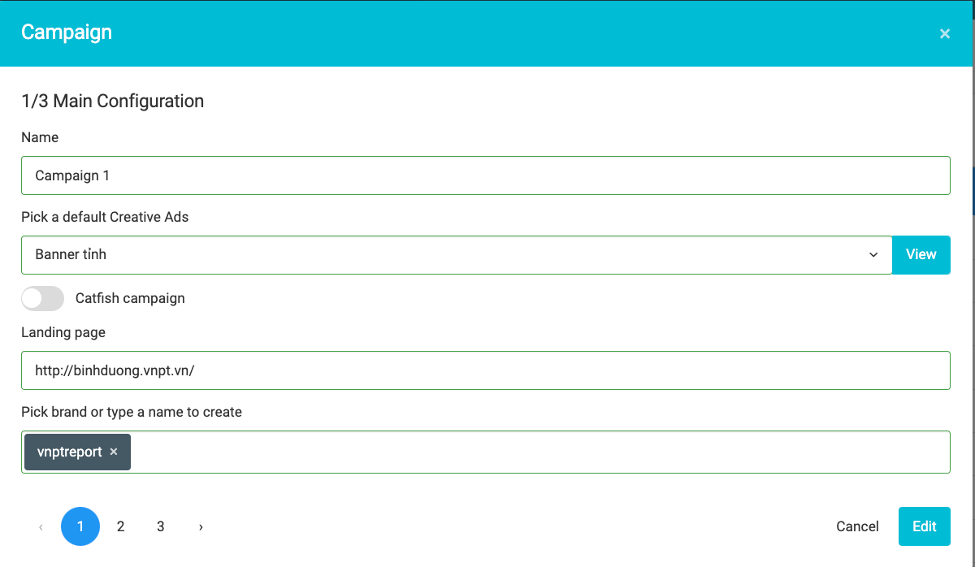 Campaign
×
1/3 Main Configuration
Name
Campaign 1
Pick a default Creative Ads
Banner tỉnh
View
Catfish campaign
Landing page
http://binhduong.vnpt.vn/
Pick brand or type a name to create
vnptreport ×
‹ 1 2 3 ›
Cancel
Edit